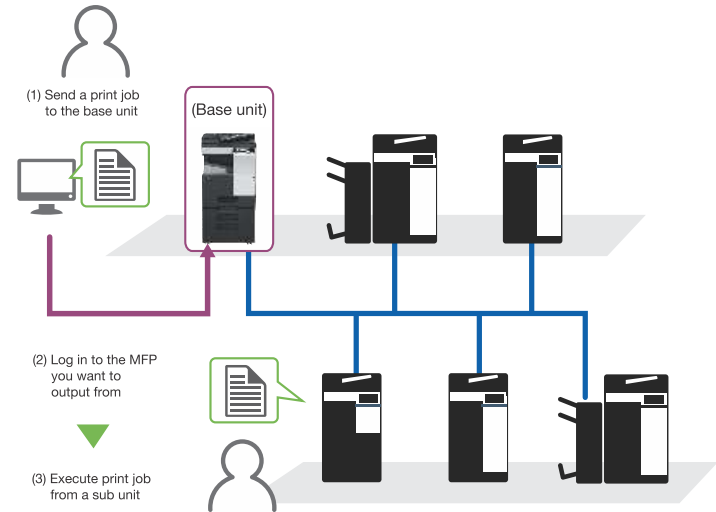 (1) Send a print job
to the base unit
(Base unit)
(2) Log in to the MFP
you want to
output from
(3) Execute print job
from a sub unit